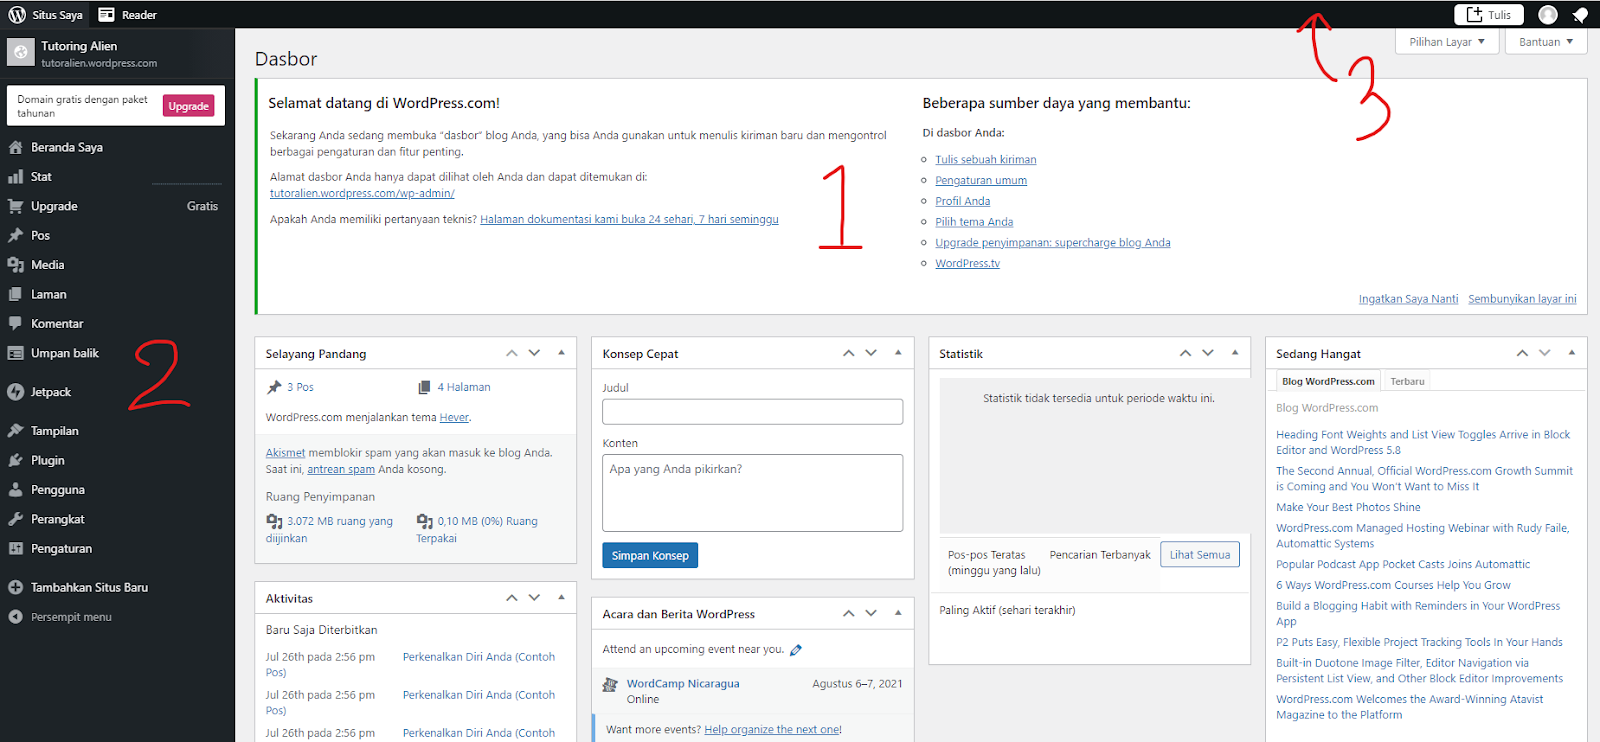 Situs Saya
Reader
Tulis
Tutoring Alien
tutoralien.wordpress.com
Domain gratis dengan paket
tahunan
Upgrade
Beranda Saya
Stat
Upgrade Gratis
Pos
Media
Laman
Komentar
Umpan balik
Jetpack
Tampilan
Plugin
Pengguna
Perangkat
Pengaturan
Tambahkan Situs Baru
Persempit menu
Pilihan Layar
Bantuan
3
Dasbor
Selamat datang di WordPress.com!
Sekarang Anda sedang membuka “dasbor” blog Anda, yang bisa Anda gunakan untuk menulis kiriman baru dan mengontrol
berbagai pengaturan dan fitur penting.
Alamat dasbor Anda hanya dapat dilihat oleh Anda dan dapat ditemukan di:
tutoralien.wordpress.com/wp-admin/
Apakah Anda memiliki pertanyaan teknis? Halaman dokumentasi kami buka 24 sehari, 7 hari seminggu
1
Beberapa sumber daya yang membantu:
Di dasbor Anda:
Tulis sebuah kiriman
Pengaturan umum
Profil Anda
Pilih tema Anda
Upgrade penyimpanan: supercharge blog Anda
WordPress.tv
Ingatkan Saya Nanti Sembunyikan layar ini
2
Selayang Pandang
3 Pos
4 Halaman
WordPress.com menjalankan tema Hever.
Akismet memblokir spam yang akan masuk ke blog Anda.
Saat ini, antrean spam Anda kosong.
Ruang Penyimpanan
3.072 MB ruang yang
diijinkan
0,10 MB (0%) Ruang
Terpakai
Aktivitas
Baru Saja Diterbitkan
Jul 26th pada 2:56 pm Perkenalkan Diri Anda (Contoh
Pos)
Jul 26th pada 2:56 pm Perkenalkan Diri Anda (Contoh
Pos)
Jul 26th pada 2:56 pm Perkenalkan Diri Anda (Contoh
Konsep Cepat
Judul
Konten
Apa yang Anda pikirkan?
Simpan Konsep
Acara dan Berita WordPress
Attend an upcoming event near you.
WordCamp Nicaragua Agustus 6–7, 2021
Online
Want more events? Help organize the next one!
Statistik
Statistik tidak tersedia untuk periode waktu ini.
Pos-pos Teratas
(minggu yang lalu)
Pencarian Terbanyak
Lihat Semua
Paling Aktif (sehari terakhir)
Sedang Hangat
Blog WordPress.com Terbaru
Blog WordPress.com
Heading Font Weights and List View Toggles Arrive in Block
Editor and WordPress 5.8
The Second Annual, Official WordPress.com Growth Summit
is Coming and You Won't Want to Miss It
Make Your Best Photos Shine
WordPress.com Managed Hosting Webinar with Rudy Faile,
Automattic Systems
Popular Podcast App Pocket Casts Joins Automattic
6 Ways WordPress.com Courses Help You Grow
Build a Blogging Habit with Reminders in Your WordPress
App
P2 Puts Easy, Flexible Project Tracking Tools In Your Hands
Built-in Duotone Image Filter, Editor Navigation via
Persistent List View, and Other Block Editor Improvements
WordPress.com Welcomes the Award-Winning Atavist
Magazine to the Platform